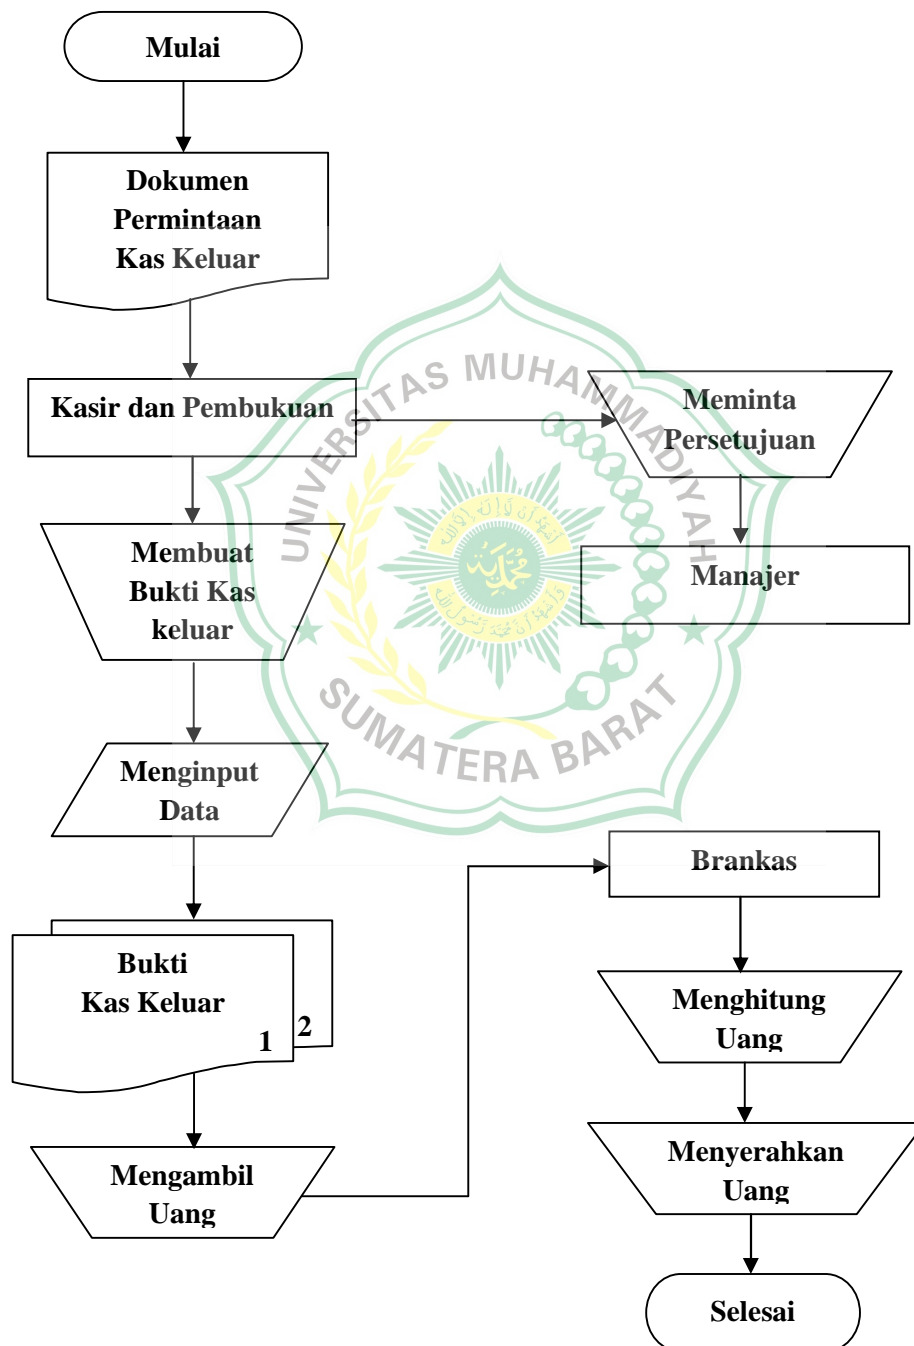 Mulai
Dokumen
Permintaan
Kas Keluar
Kasir dan Pembukuan
Meminta
Persetujuan
Manajer
Membuat
Bukti Kas
keluar
Menginput
Data
Bukti
Kas Keluar
1
2
Mengambil
Uang
Brankas
Menghitung
Uang
Menyerahkan
Uang
Selesai
UNIVERSITAS MUHAMMADIYAH
SUMATERA BARAT